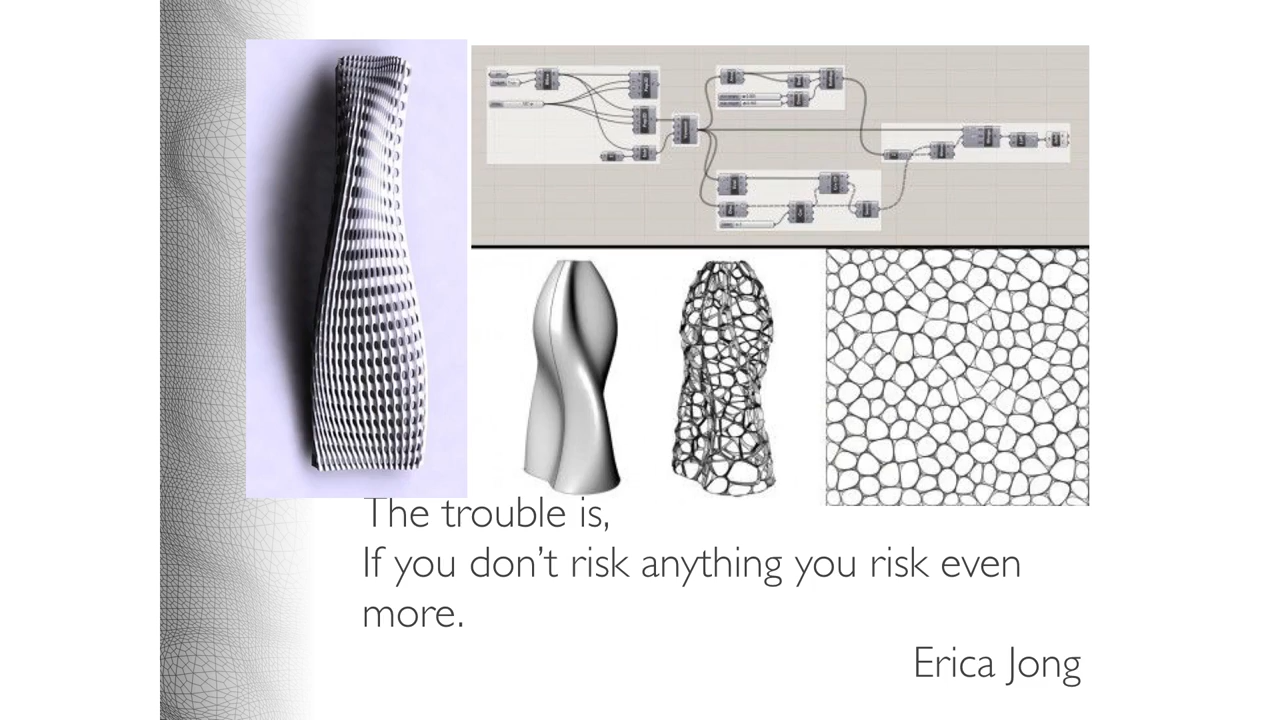 The trouble is,
If you don’t risk anything you risk even
more.
Erica Jong